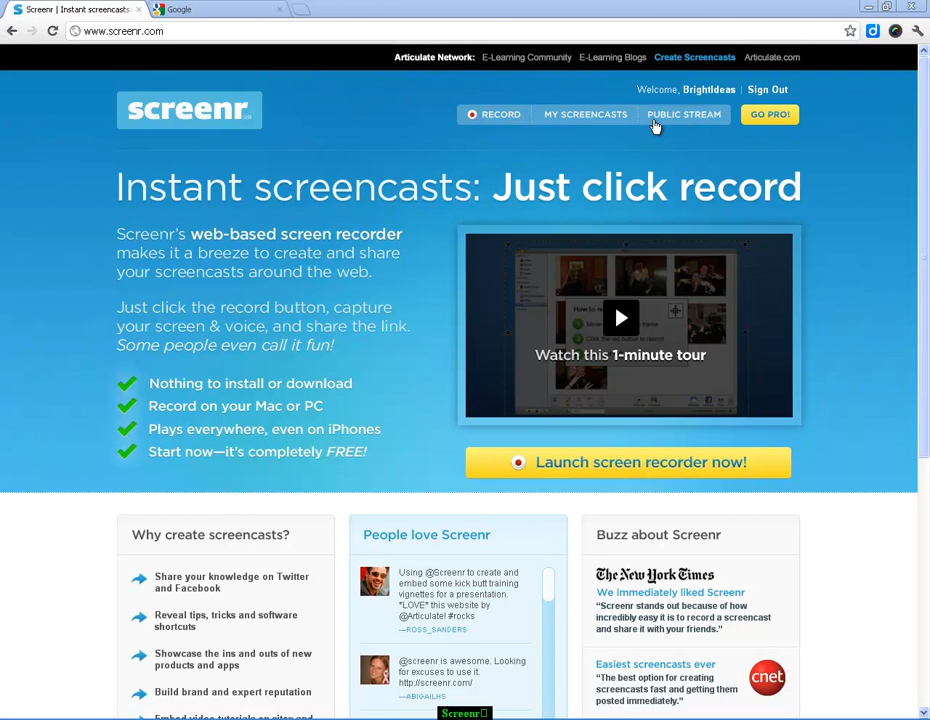 Screenr | Instant screencasts:
Google
www.screenr.com
Articulate Network: E-Learning Community E-Learning Blogs Create Screencasts Articulate.com
Welcome, BrightIdeas | Sign Out
screenr
RECORD MY SCREENCASTS PUBLIC STREAM GO PRO!
Instant screencasts: Just click record
Screenr's web-based screen recorder
makes it a breeze to create and share
your screencasts around the web.
Just click the record button, capture
your screen & voice, and share the link.
Some people even call it fun!
Watch this 1-minute tour
Nothing to install or download
Record on your Mac or PC
Plays everywhere, even on iPhones
Start now—it's completely FREE!
Launch screen recorder now!
Why create screencasts?
Share your knowledge on Twitter
and Facebook
Reveal tips, tricks and software
shortcuts
Showcase the ins and outs of new
products and apps
Build brand and expert reputation
Embed video tutorials on sites and
People love Screenr
Using @Screenr to create and
embed some kick butt training
vignettes for a presentation.
*LOVE* this website by
@Articulate! #rocks
—ROSS_SANDERS
@screenr is awesome. Looking
for excuses to use it.
http://screenr.com/
—ABIGAILHS
Buzz about Screenr
The New York Times
We immediately liked Screenr
"Screenr stands out because of how
incredibly easy it is to record a screencast
and share it with your friends."
Easiest screencasts ever
"The best option for creating
screencasts fast and getting them
posted immediately."
cnet
Screenr